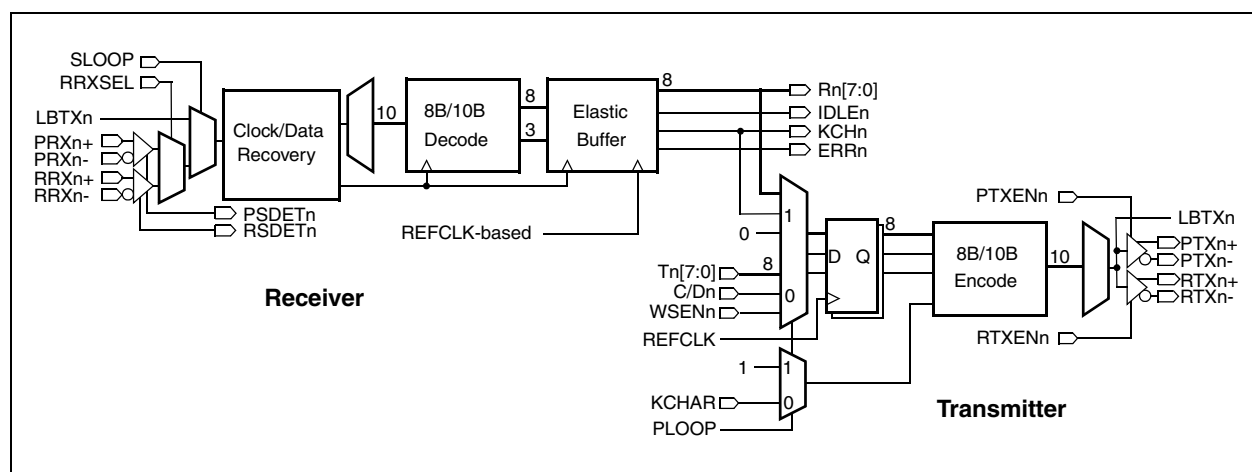 SLOOP
RRXSEL
LBTXn
PRXn+
PRXn-
RRXn+
RRXn-
Clock/Data
Recovery
PSDETn
RSDETn
10
8B/10B
Decode
8
3
Elastic
Buffer
8
Rn[7:0]
IDLEn
KCHn
ERRn
REFCLK-based
Receiver
1
0
Tn[7:0]
8
C/Dn
0
WSENn
REFCLK
D Q
8
8B/10B
Encode
10
PTXENn
LBTXn
PTXn+
PTXn-
RTXn+
RTXn-
RTXENn
1
1
KCHAR
0
PLOOP
Transmitter